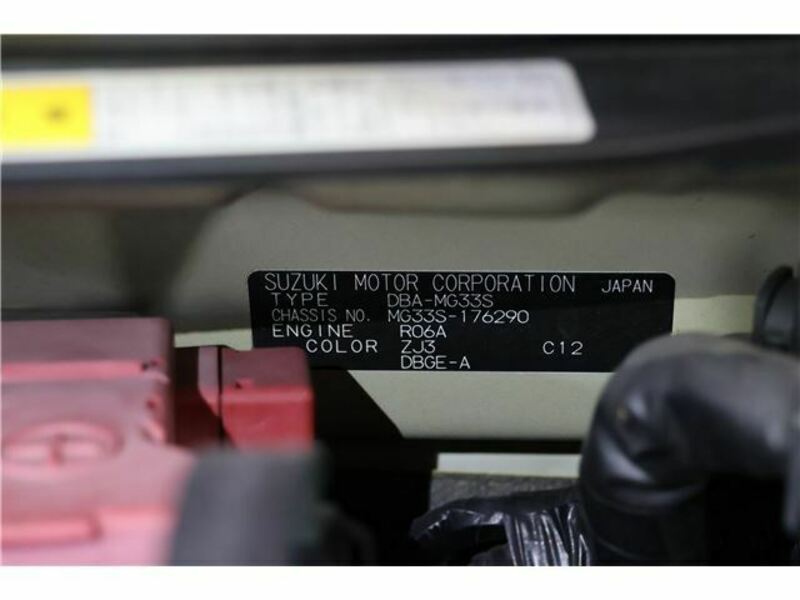 SUZUKI MOTOR CORPORATION JAPAN
TYPE DBA-MG33S
CHASSIS NO. MG33S-176290
ENGINE R06A
COLOR ZJ3 C12
DBGE-A